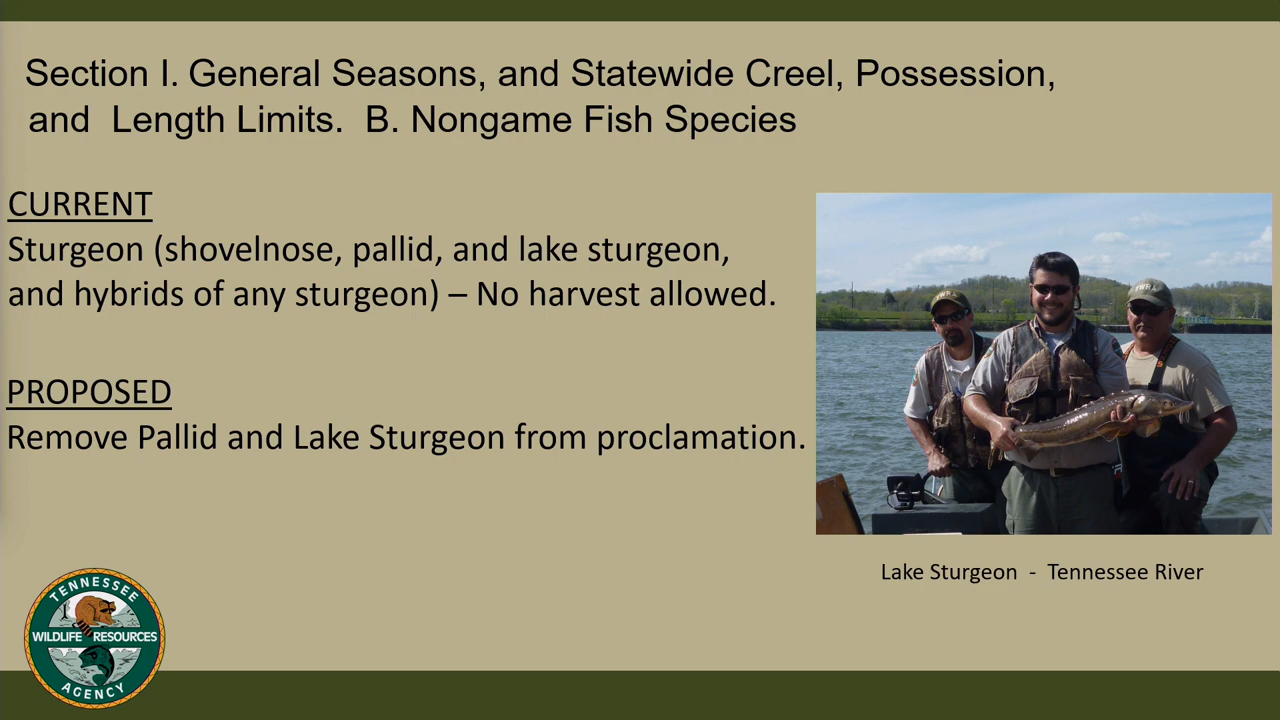 Section I. General Seasons, and Statewide Creel, Possession,
and Length Limits. B. Nongame Fish Species
CURRENT
Sturgeon (shovelnose, pallid, and lake sturgeon,
and hybrids of any sturgeon) – No harvest allowed.
PROPOSED
Remove Pallid and Lake Sturgeon from proclamation.
Lake Sturgeon - Tennessee River
TENNESSEE
WILDLIFE RESOURCES
AGENCY